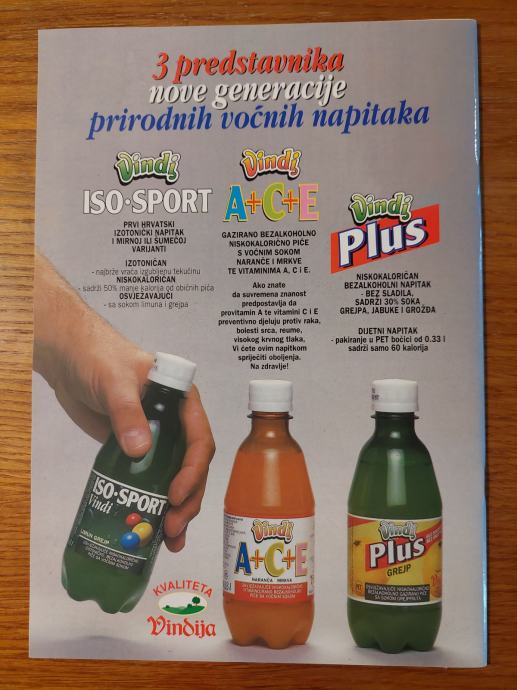 3 predstavnika
nove generacije
prirodnih voćnih napitaka
Vindi
ISO·SPORT
PRVI HRVATSKI
IZOTONIČKI NAPITAK
I MIRNOJ ILI ŠUMEĆOJ
VARIJANTI
IZOTONIČAN
- najbrže vraća izgubljenu tekućinu
NISKOKALORIČAN
- sadrži 50% manje kalorija od običnih pića
OSVJEŽAVAJUĆI
- sa sokom limuna i grejpa
Vindi
A+C+E
GAZIRANO BEZALKOHOLNO
NISKOKALORIČNO PIĆE
S VOĆNIM SOKOM
NARANČE I MRKVE
TE VITAMINIMA A, C i E.
Ako znate
da suvremena znanost
predpostavlja da
provitamin A te vitamini C i E
preventivno djeluju protiv raka,
bolesti srca, reume,
visokog krvnog tlaka,
Vi ćete ovim napitkom
spriječiti oboljenja.
Na zdravlje!
Vindi
Plus
NISKOKALORIČAN
BEZALKOHOLNI NAPITAK
- BEZ SLADILA,
SADRŽI 30% SOKA
GREJPA, JABUKE I GROŽĐA
DIJETNI NAPITAK
- pakiranje u PET bočici od 0.33 l
sadrži samo 60 kalorija
ISO·SPORT
Vindi
LIMUN GREJP
Vindi
A+C+E
NARANČA MRKVA
Vindi
Plus
GREJP
KVALITETA
Vindija